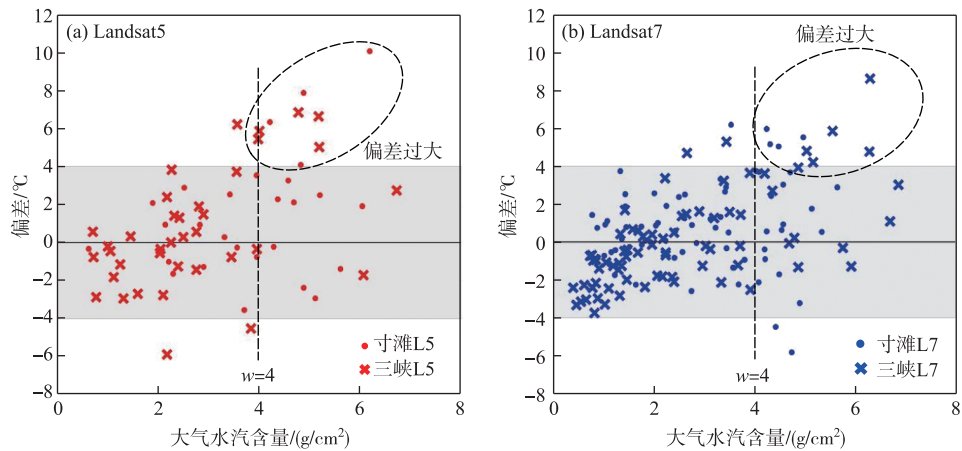 (a) Landsat5
偏差过大
w=4
寸滩L5
三峡L5
12
10
8
6
4
2
0
−2
−4
−6
−8
偏差/℃
0 2 4 6 8
大气水汽含量/(g/cm²)
(b) Landsat7
偏差过大
w=4
寸滩L7
三峡L7
12
10
8
6
4
2
0
−2
−4
−6
−8
偏差/℃
0 2 4 6 8
大气水汽含量/(g/cm²)